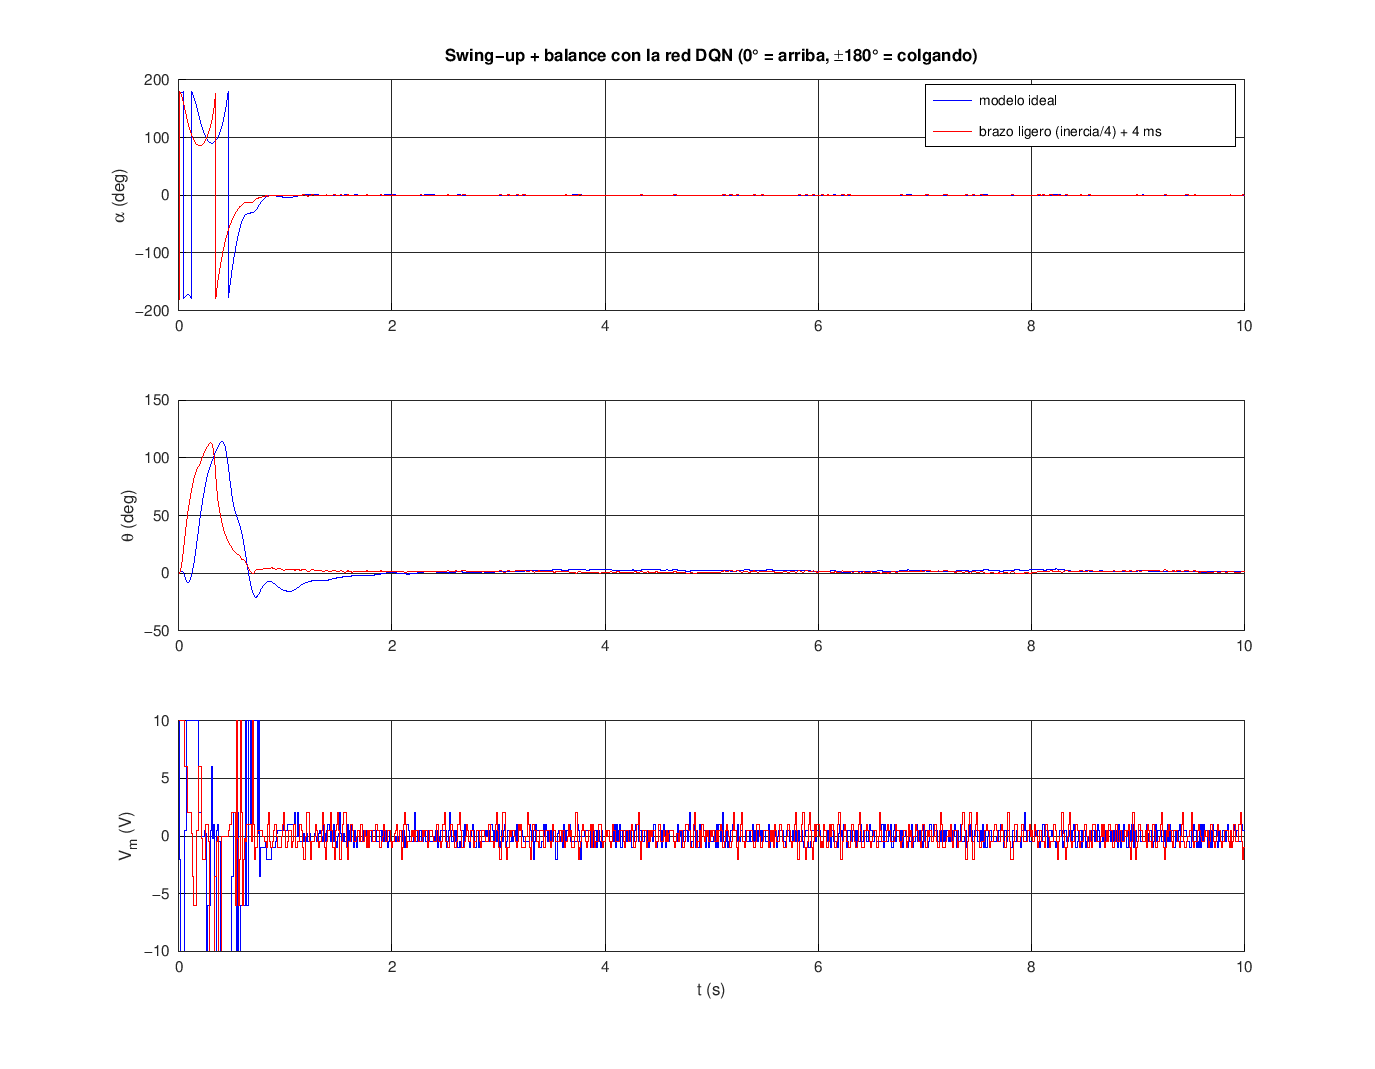 Swing−up + balance con la red DQN (0° = arriba, ±180° = colgando)
200
100
0
−100
−200
α (deg)
modelo ideal
brazo ligero (inercia/4) + 4 ms
0 2 4 6 8 10
150
100
50
0
−50
θ (deg)
0 2 4 6 8 10
10
5
0
−5
−10
Vm (V)
0 2 4 6 8 10
t (s)